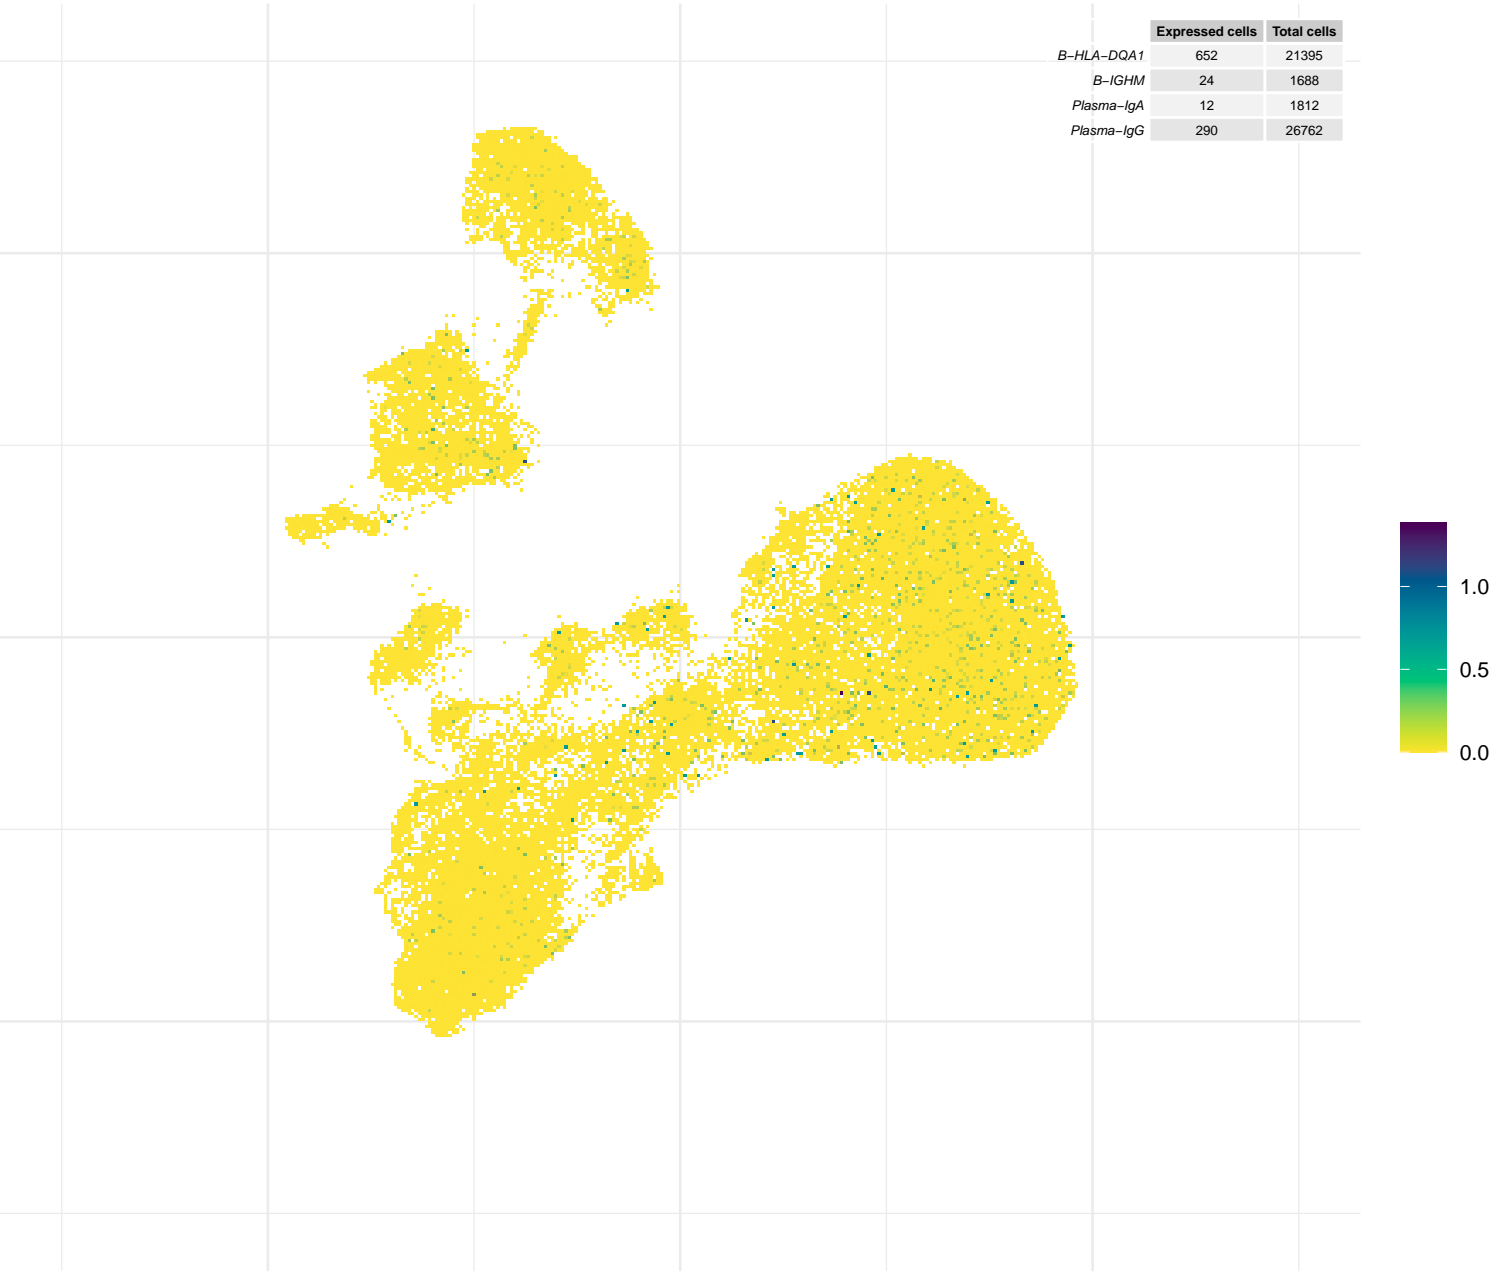 Expressed cells Total cells
B−HLA−DQA1 652 21395
B−IGHM 24 1688
Plasma−IgA 12 1812
Plasma−IgG 290 26762
1.0
0.5
0.0